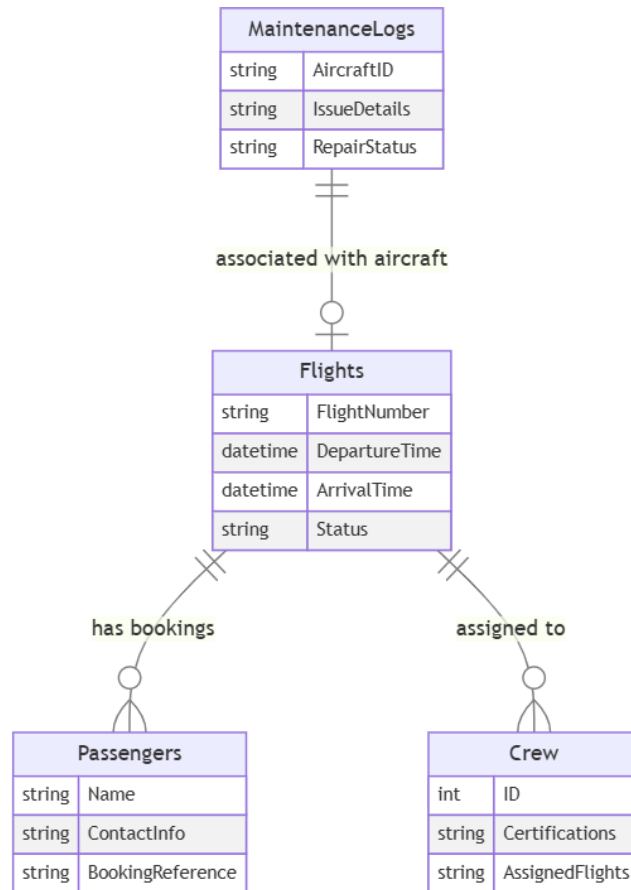 MaintenanceLogs
string AircraftID
string IssueDetails
string RepairStatus
associated with aircraft
Flights
string FlightNumber
datetime DepartureTime
datetime ArrivalTime
string Status
has bookings
assigned to
Passengers
string Name
string ContactInfo
string BookingReference
Crew
int ID
string Certifications
string AssignedFlights